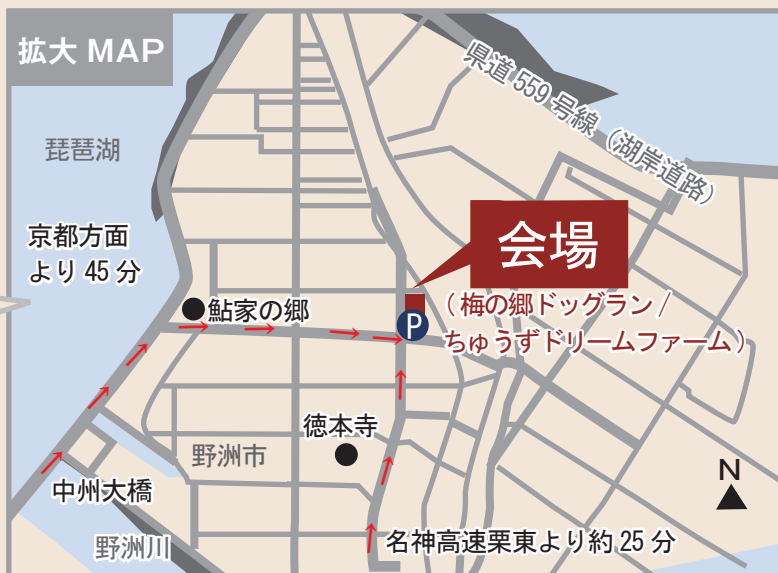 拡大 MAP
県道 559 号線（湖岸道路）
琵琶湖
京都方面
より 45 分
会場
鮎家の郷
（ 梅の郷ドッグラン /
ちゅうずドリームファーム ）
P
徳本寺
野洲市
中州大橋
N
野洲川
名神高速栗東より約 25 分